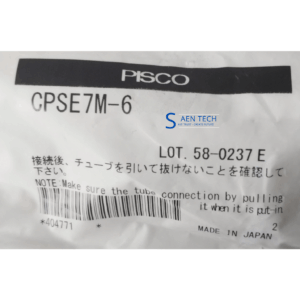 PISCO
CPSE7M-6
SAEN TECH
LOT. 58-0237 E
接続後、チューブを引いて抜けないことを確認して
下さい。
NOTE Make sure the tube connection by pulling
it when it is put-in
2
*404771 *
MADE IN JAPAN